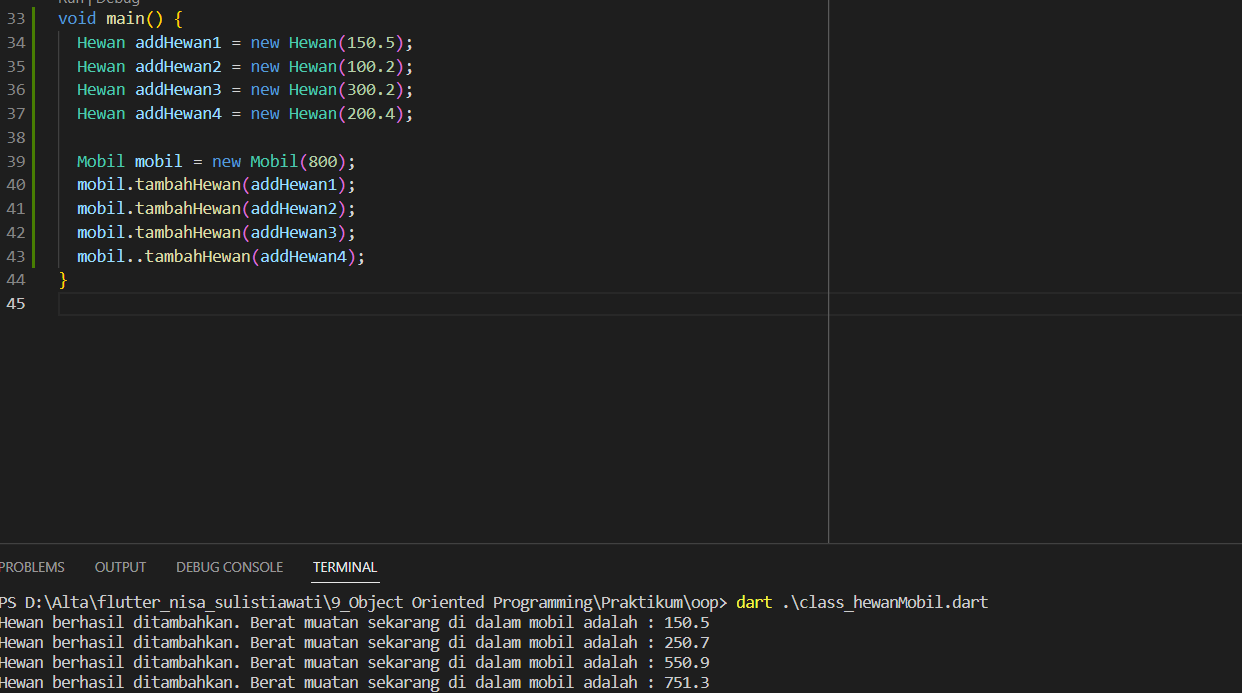 Run | Debug
33 void main() {
34 Hewan addHewan1 = new Hewan(150.5);
35 Hewan addHewan2 = new Hewan(100.2);
36 Hewan addHewan3 = new Hewan(300.2);
37 Hewan addHewan4 = new Hewan(200.4);
38
39 Mobil mobil = new Mobil(800);
40 mobil.tambahHewan(addHewan1);
41 mobil.tambahHewan(addHewan2);
42 mobil.tambahHewan(addHewan3);
43 mobil..tambahHewan(addHewan4);
44 }
45
PROBLEMS OUTPUT DEBUG CONSOLE TERMINAL
PS D:\Alta\flutter_nisa_sulistiawati\9_Object Oriented Programming\Praktikum\oop> dart .\class_hewanMobil.dart
Hewan berhasil ditambahkan. Berat muatan sekarang di dalam mobil adalah : 150.5
Hewan berhasil ditambahkan. Berat muatan sekarang di dalam mobil adalah : 250.7
Hewan berhasil ditambahkan. Berat muatan sekarang di dalam mobil adalah : 550.9
Hewan berhasil ditambahkan. Berat muatan sekarang di dalam mobil adalah : 751.3